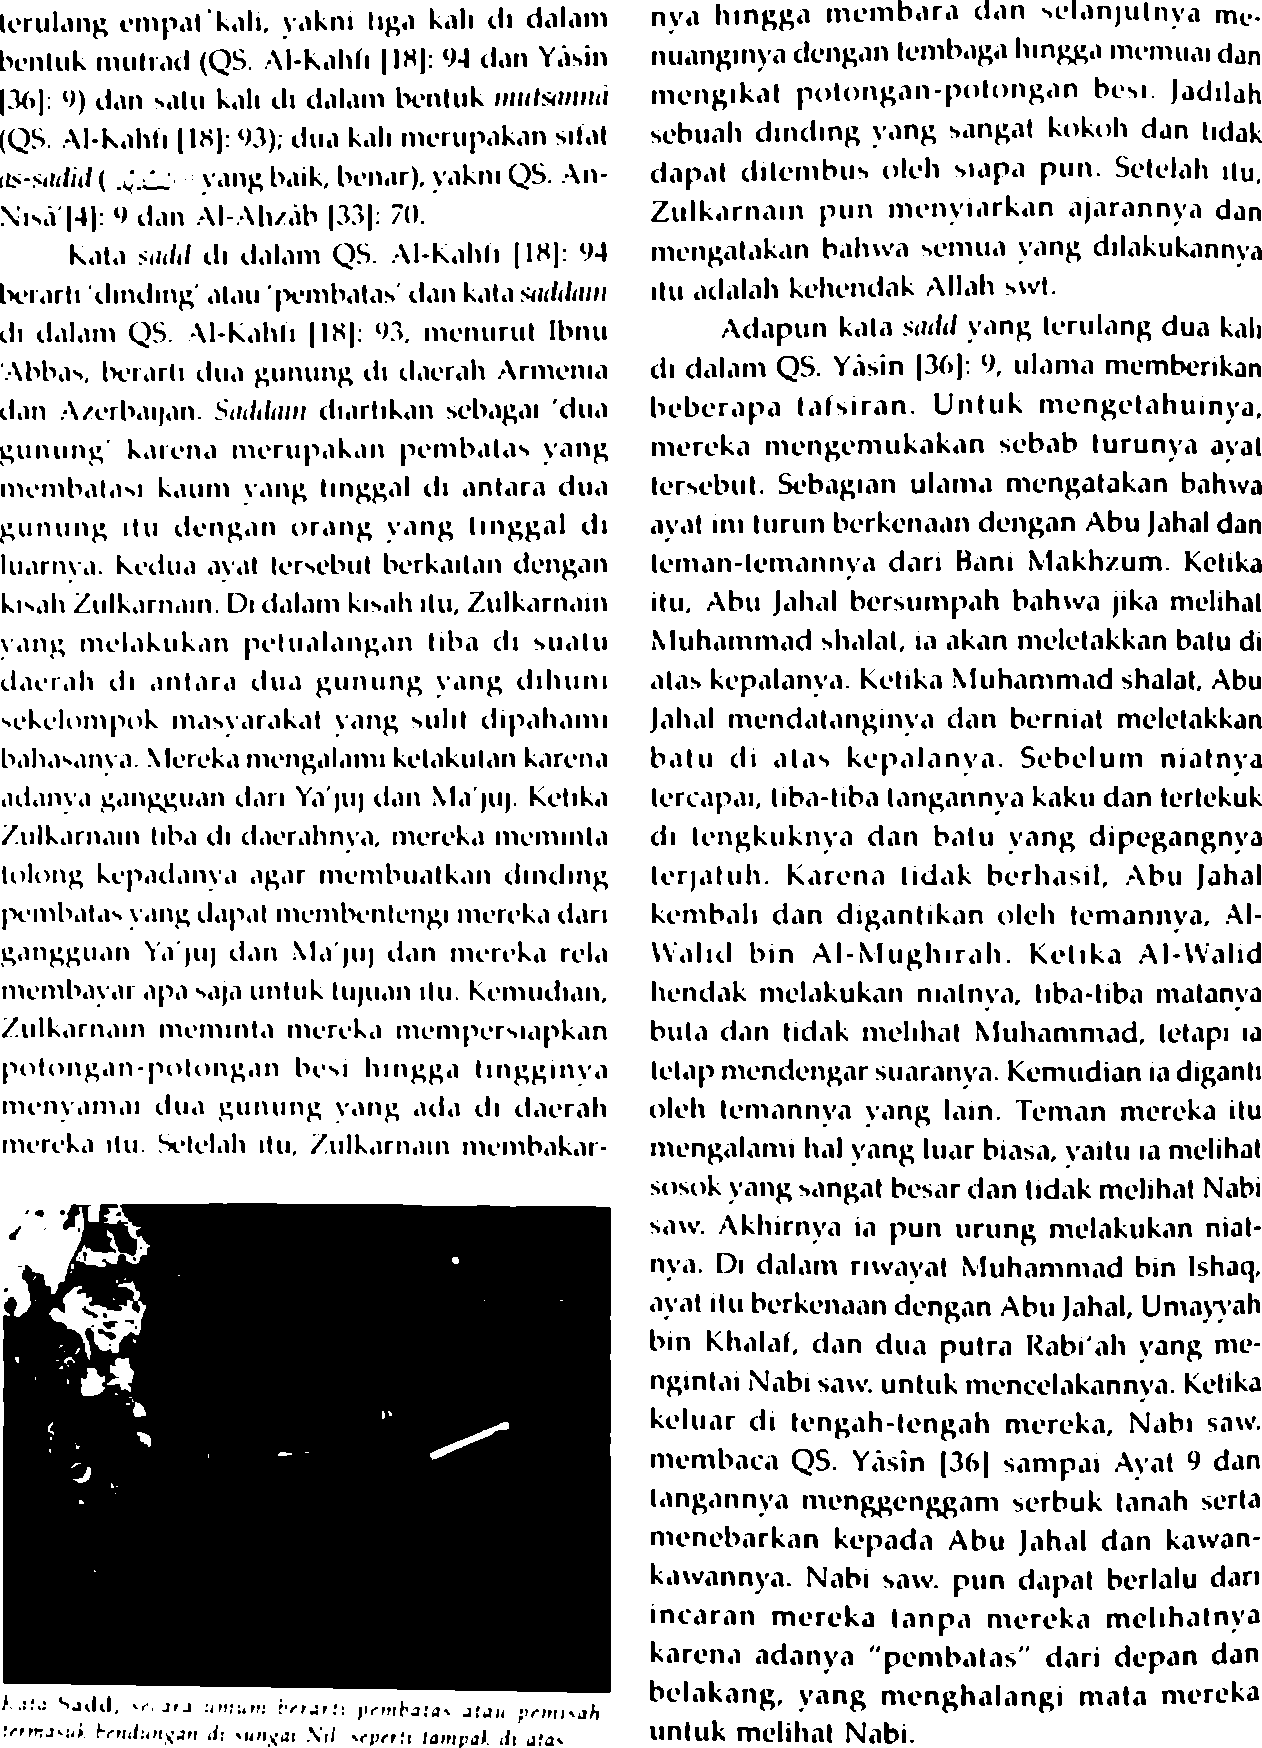 terulang empat kali, yakni tiga kali di dalam
bentuk mufrad (QS. Al-Kahfi [18]: 94 dan Yâsîn
[36]: 9) dan satu kali di dalam bentuk mutsannâ
(QS. Al-Kahfi [18]: 93); dua kali merupakan sifat
as-sadîd ( yang baik, benar), yakni QS. An-
Nisâ'[4]: 9 dan Al-Ahzâb [33]: 70.
Kata sadd di dalam QS. Al-Kahfi [18]: 94
berarti 'dinding' atau 'pembatas' dan kata saddain
di dalam QS. Al-Kahfi [18]: 93, menurut Ibnu
'Abbas, berarti dua gunung di daerah Armenia
dan Azerbaijan. Saddain diartikan sebagai 'dua
gunung' karena merupakan pembatas yang
membatasi kaum yang tinggal di antara dua
gunung itu dengan orang yang tinggal di
luarnya. Kedua ayat tersebut berkaitan dengan
kisah Zulkarnain. Di dalam kisah itu, Zulkarnain
yang melakukan petualangan tiba di suatu
daerah di antara dua gunung yang dihuni
sekelompok masyarakat yang sulit dipahami
bahasanya. Mereka mengalami ketakutan karena
adanya gangguan dari Ya'juj dan Ma'juj. Ketika
Zulkarnain tiba di daerahnya, mereka meminta
tolong kepadanya agar membuatkan dinding
pembatas yang dapat membentengi mereka dari
gangguan Ya'juj dan Ma'juj dan mereka rela
membayar apa saja untuk tujuan itu. Kemudian,
Zulkarnain meminta mereka mempersiapkan
potongan-potongan besi hingga tingginya
menyamai dua gunung yang ada di daerah
mereka itu. Setelah itu, Zulkarnain membakar-
Kata Sadd, secara umum berarti pembatas atau pemisah
termasuk bendungan di sungai Nil seperti tampak di atas
nya hingga membara dan selanjutnya me-
nuanginya dengan tembaga hingga memuai dan
mengikat potongan-potongan besi. Jadilah
sebuah dinding yang sangat kokoh dan tidak
dapat ditembus oleh siapa pun. Setelah itu,
Zulkarnain pun menyiarkan ajarannya dan
mengatakan bahwa semua yang dilakukannya
itu adalah kehendak Allah swt.
Adapun kata sadd yang terulang dua kali
di dalam QS. Yâsîn [36]: 9, ulama memberikan
beberapa tafsiran. Untuk mengetahuinya,
mereka mengemukakan sebab turunya ayat
tersebut. Sebagian ulama mengatakan bahwa
ayat ini turun berkenaan dengan Abu Jahal dan
teman-temannya dari Bani Makhzum. Ketika
itu, Abu Jahal bersumpah bahwa jika melihat
Muhammad shalat, ia akan meletakkan batu di
atas kepalanya. Ketika Muhammad shalat, Abu
Jahal mendatanginya dan berniat meletakkan
batu di atas kepalanya. Sebelum niatnya
tercapai, tiba-tiba tangannya kaku dan tertekuk
di tengkuknya dan batu yang dipegangnya
terjatuh. Karena tidak berhasil, Abu Jahal
kembali dan digantikan oleh temannya, Al-
Walid bin Al-Mughirah. Ketika Al-Walid
hendak melakukan niatnya, tiba-tiba matanya
buta dan tidak melihat Muhammad, tetapi ia
tetap mendengar suaranya. Kemudian ia diganti
oleh temannya yang lain. Teman mereka itu
mengalami hal yang luar biasa, yaitu ia melihat
sosok yang sangat besar dan tidak melihat Nabi
saw. Akhirnya ia pun urung melakukan niat-
nya. Di dalam riwayat Muhammad bin Ishaq,
ayat itu berkenaan dengan Abu Jahal, Umayyah
bin Khalaf, dan dua putra Rabi'ah yang me-
ngintai Nabi saw. untuk mencelakannya. Ketika
keluar di tengah-tengah mereka, Nabi saw.
membaca QS. Yâsîn [36] sampai Ayat 9 dan
tangannya menggenggam serbuk tanah serta
menebarkan kepada Abu Jahal dan kawan-
kawannya. Nabi saw. pun dapat berlalu dari
incaran mereka tanpa mereka melihatnya
karena adanya "pembatas" dari depan dan
belakang, yang menghalangi mata mereka
untuk melihat Nabi.